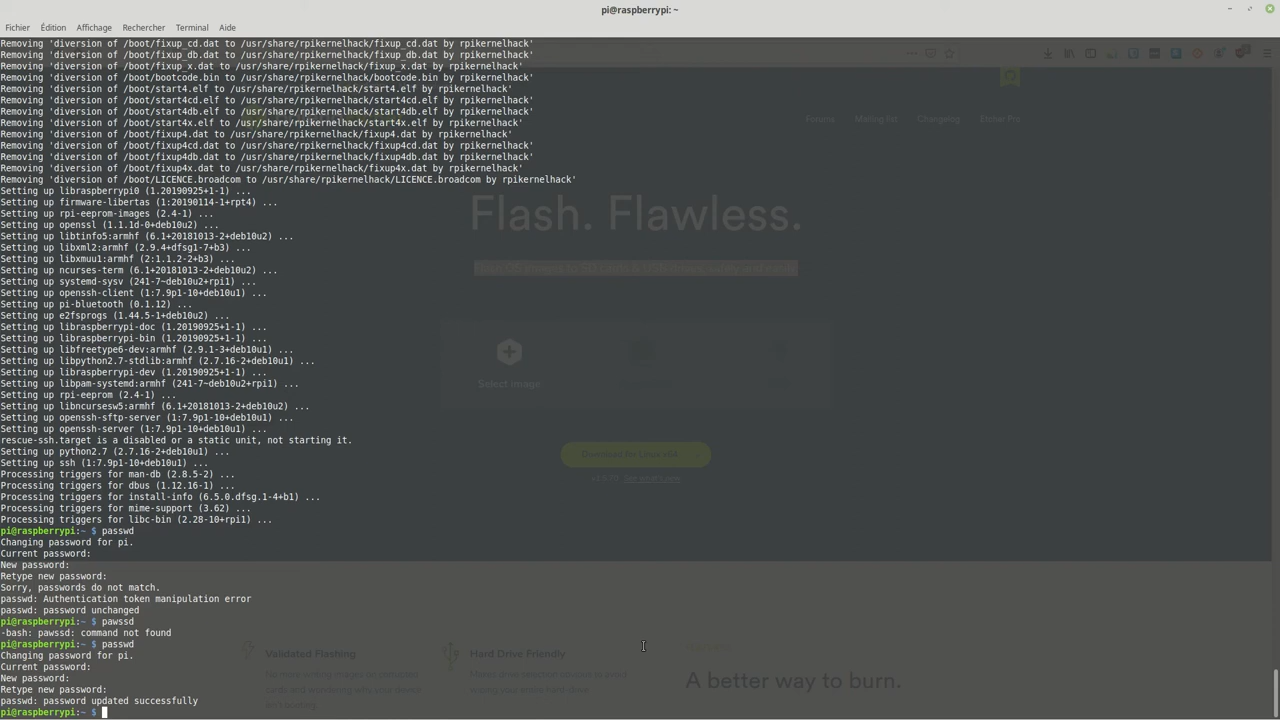 pi@raspberrypi: ~
Fichier Édition Affichage Rechercher Terminal Aide
Removing 'diversion of /boot/fixup_cd.dat to /usr/share/rpikernelhack/fixup_cd.dat by rpikernelhack'
Removing 'diversion of /boot/fixup_db.dat to /usr/share/rpikernelhack/fixup_db.dat by rpikernelhack'
Removing 'diversion of /boot/fixup_x.dat to /usr/share/rpikernelhack/fixup_x.dat by rpikernelhack'
Removing 'diversion of /boot/bootcode.bin to /usr/share/rpikernelhack/bootcode.bin by rpikernelhack'
Removing 'diversion of /boot/start4.elf to /usr/share/rpikernelhack/start4.elf by rpikernelhack'
Removing 'diversion of /boot/start4cd.elf to /usr/share/rpikernelhack/start4cd.elf by rpikernelhack'
Removing 'diversion of /boot/start4db.elf to /usr/share/rpikernelhack/start4db.elf by rpikernelhack'
Removing 'diversion of /boot/start4x.elf to /usr/share/rpikernelhack/start4x.elf by rpikernelhack'
Removing 'diversion of /boot/fixup4.dat to /usr/share/rpikernelhack/fixup4.dat by rpikernelhack'
Removing 'diversion of /boot/fixup4cd.dat to /usr/share/rpikernelhack/fixup4cd.dat by rpikernelhack'
Removing 'diversion of /boot/fixup4db.dat to /usr/share/rpikernelhack/fixup4db.dat by rpikernelhack'
Removing 'diversion of /boot/fixup4x.dat to /usr/share/rpikernelhack/fixup4x.dat by rpikernelhack'
Removing 'diversion of /boot/LICENCE.broadcom to /usr/share/rpikernelhack/LICENCE.broadcom by rpikernelhack'
Setting up libraspberrypi0 (1.20190925+1-1) ...
Setting up firmware-libertas (1:20190114-1+rpt4) ...
Setting up rpi-eeprom-images (2.4-1) ...
Setting up openssl (1.1.1d-0+deb10u2) ...
Setting up libtinfo5:armhf (6.1+20181013-2+deb10u2) ...
Setting up libxml2:armhf (2.9.4+dfsg1-7+b3) ...
Setting up libxmuu1:armhf (2:1.1.2-2+b3) ...
Setting up ncurses-term (6.1+20181013-2+deb10u2) ...
Setting up systemd-sysv (241-7~deb10u2+rpi1) ...
Setting up openssh-client (1:7.9p1-10+deb10u1) ...
Setting up pi-bluetooth (0.1.12) ...
Setting up e2fsprogs (1.44.5-1+deb10u2) ...
Setting up libraspberrypi-doc (1.20190925+1-1) ...
Setting up libraspberrypi-bin (1.20190925+1-1) ...
Setting up libfreetype6-dev:armhf (2.9.1-3+deb10u1) ...
Setting up libpython2.7-stdlib:armhf (2.7.16-2+deb10u1) ...
Setting up libraspberrypi-dev (1.20190925+1-1) ...
Setting up libpam-systemd:armhf (241-7~deb10u2+rpi1) ...
Setting up rpi-eeprom (2.4-1) ...
Setting up libncursesw5:armhf (6.1+20181013-2+deb10u2) ...
Setting up openssh-sftp-server (1:7.9p1-10+deb10u1) ...
Setting up openssh-server (1:7.9p1-10+deb10u1) ...
rescue-ssh.target is a disabled or a static unit, not starting it.
Setting up python2.7 (2.7.16-2+deb10u1) ...
Setting up ssh (1:7.9p1-10+deb10u1) ...
Processing triggers for man-db (2.8.5-2) ...
Processing triggers for dbus (1.12.16-1) ...
Processing triggers for install-info (6.5.0.dfsg.1-4+b1) ...
Processing triggers for mime-support (3.62) ...
Processing triggers for libc-bin (2.28-10+rpi1) ...
pi@raspberrypi:~ $ passwd
Changing password for pi.
Current password:
New password:
Retype new password:
Sorry, passwords do not match.
passwd: Authentication token manipulation error
passwd: password unchanged
pi@raspberrypi:~ $ pawssd
-bash: pawssd: command not found
pi@raspberrypi:~ $ passwd
Changing password for pi.
Current password:
New password:
Retype new password:
passwd: password updated successfully
pi@raspberrypi:~ $
Forums Mailing list Changelog Etcher Pro
Flash. Flawless.
Select image
See what's new
Validated Flashing
Hard Drive Friendly
A better way to burn.